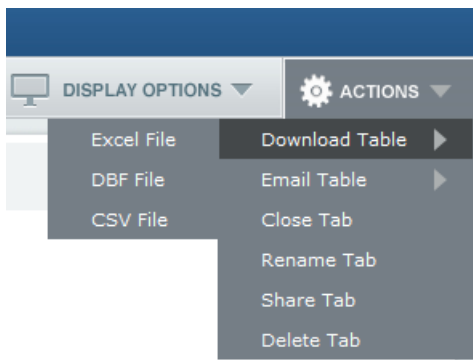 DISPLAY OPTIONS
ACTIONS
Excel File
DBF File
CSV File
Download Table
Email Table
Close Tab
Rename Tab
Share Tab
Delete Tab